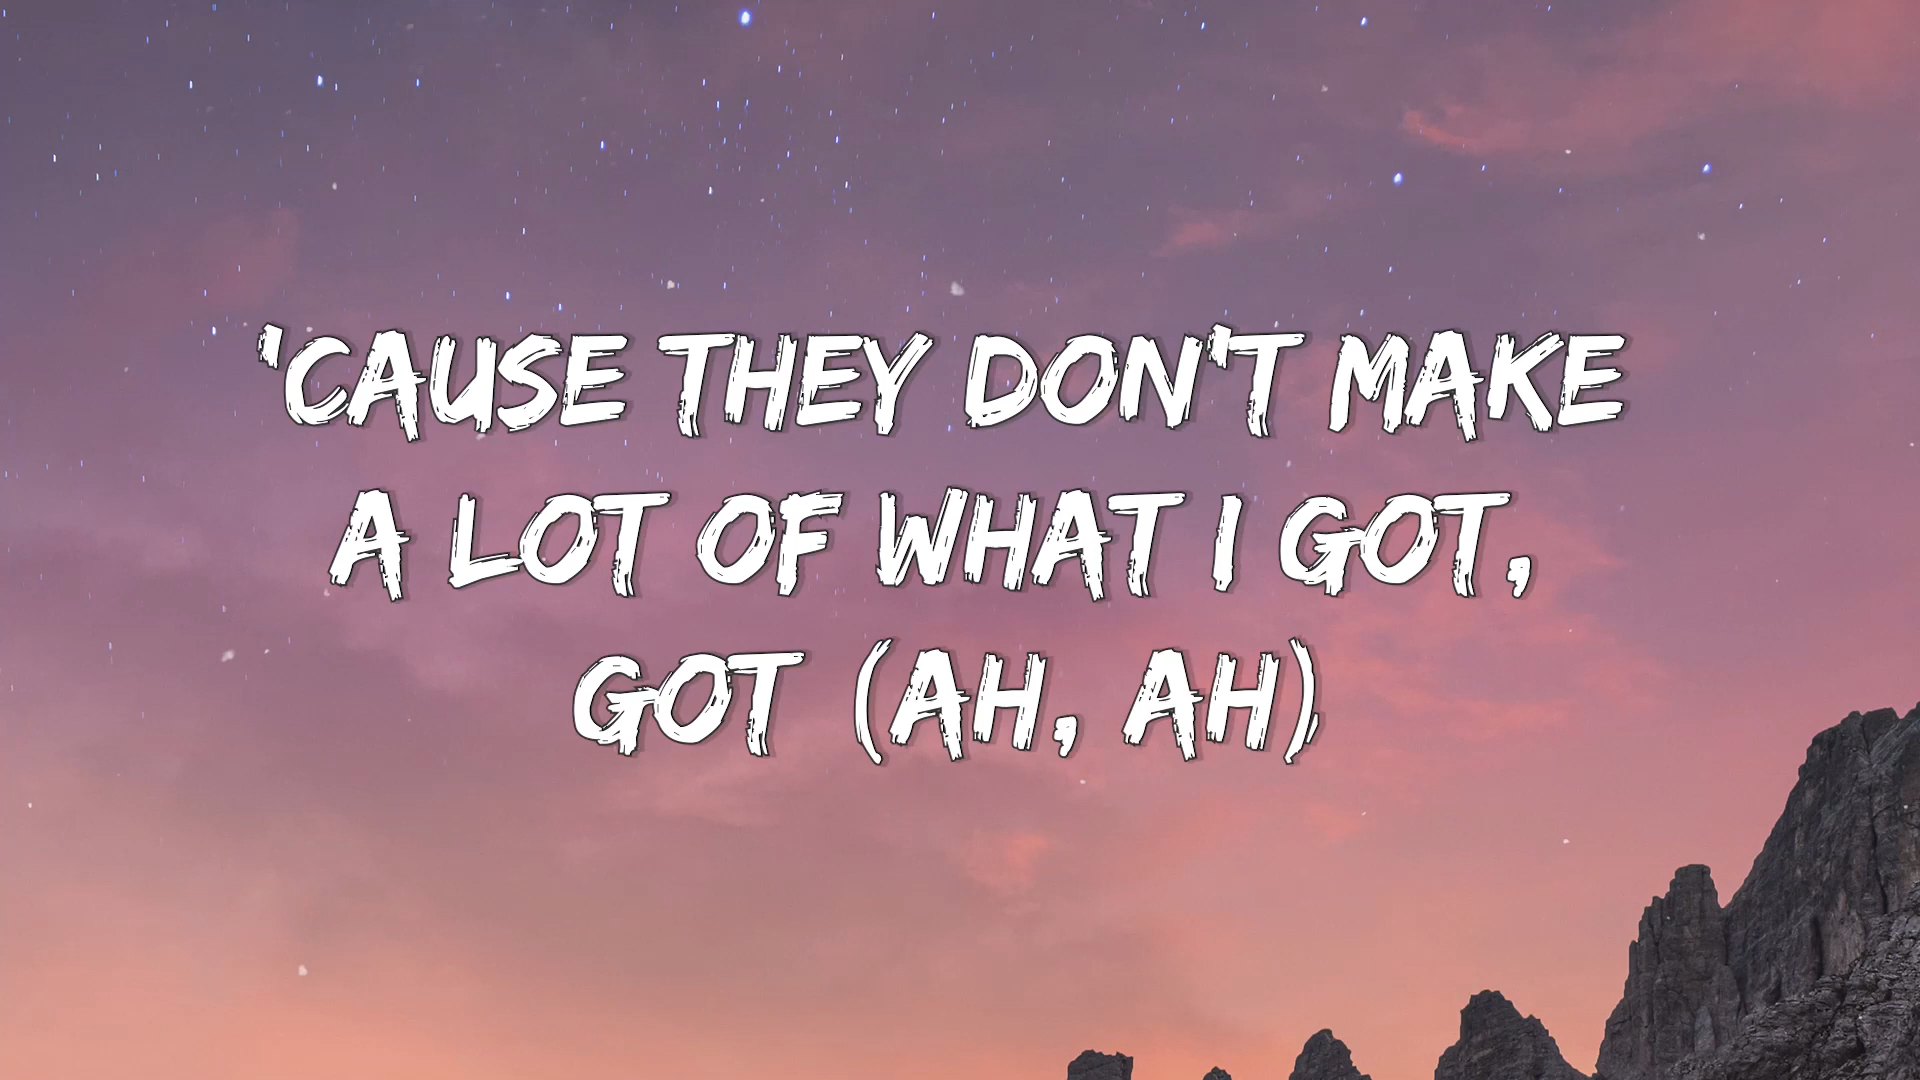 'CAUSE THEY DON'T MAKE
A LOT OF WHAT I GOT,
GOT (AH, AH)